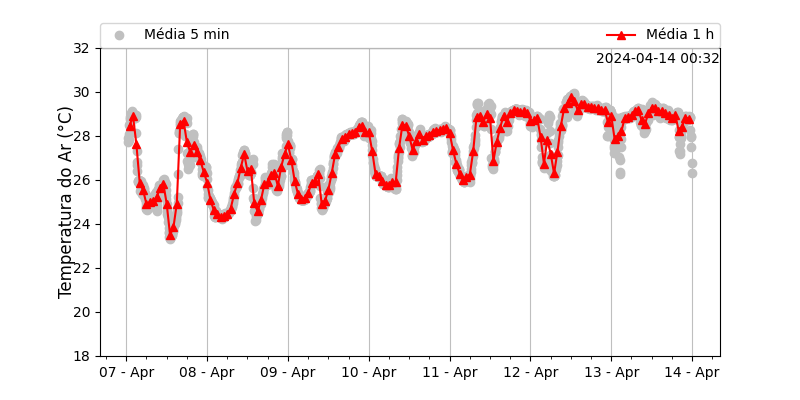 Média 5 min
Média 1 h
2024-04-14 00:32
Temperatura do Ar (°C)
32
30
28
26
24
22
20
18
07 - Apr
08 - Apr
09 - Apr
10 - Apr
11 - Apr
12 - Apr
13 - Apr
14 - Apr